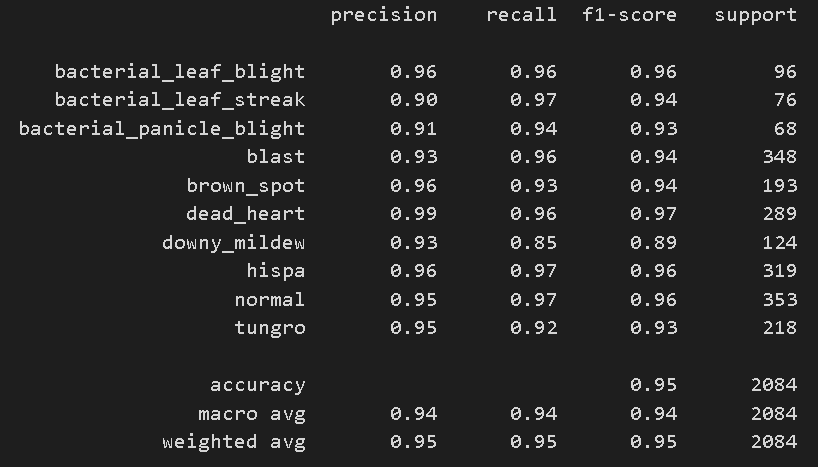 precision recall f1-score support
bacterial_leaf_blight 0.96 0.96 0.96 96
bacterial_leaf_streak 0.90 0.97 0.94 76
bacterial_panicle_blight 0.91 0.94 0.93 68
blast 0.93 0.96 0.94 348
brown_spot 0.96 0.93 0.94 193
dead_heart 0.99 0.96 0.97 289
downy_mildew 0.93 0.85 0.89 124
hispa 0.96 0.97 0.96 319
normal 0.95 0.97 0.96 353
tungro 0.95 0.92 0.93 218
accuracy 0.95 2084
macro avg 0.94 0.94 0.94 2084
weighted avg 0.95 0.95 0.95 2084